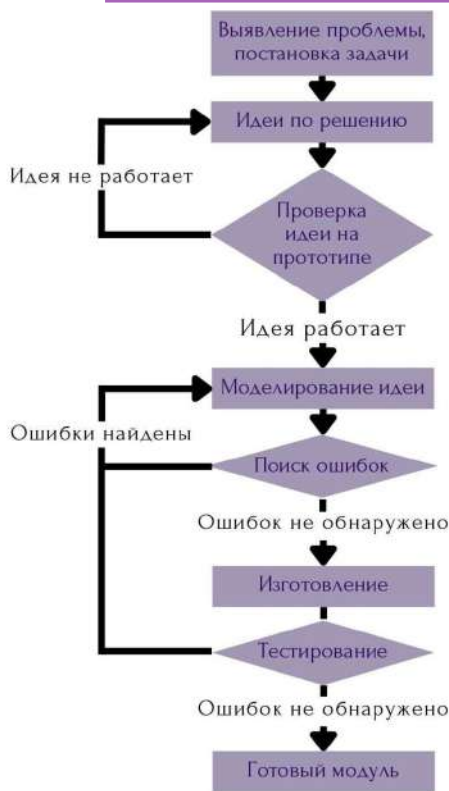 Выявление проблемы,
постановка задачи
Идеи по решению
Идея не работает
Проверка
идеи на
прототипе
Идея работает
Моделирование идеи
Ошибки найдены
Поиск ошибок
Ошибок не обнаружено
Изготовление
Тестирование
Ошибок не обнаружено
Готовый модуль